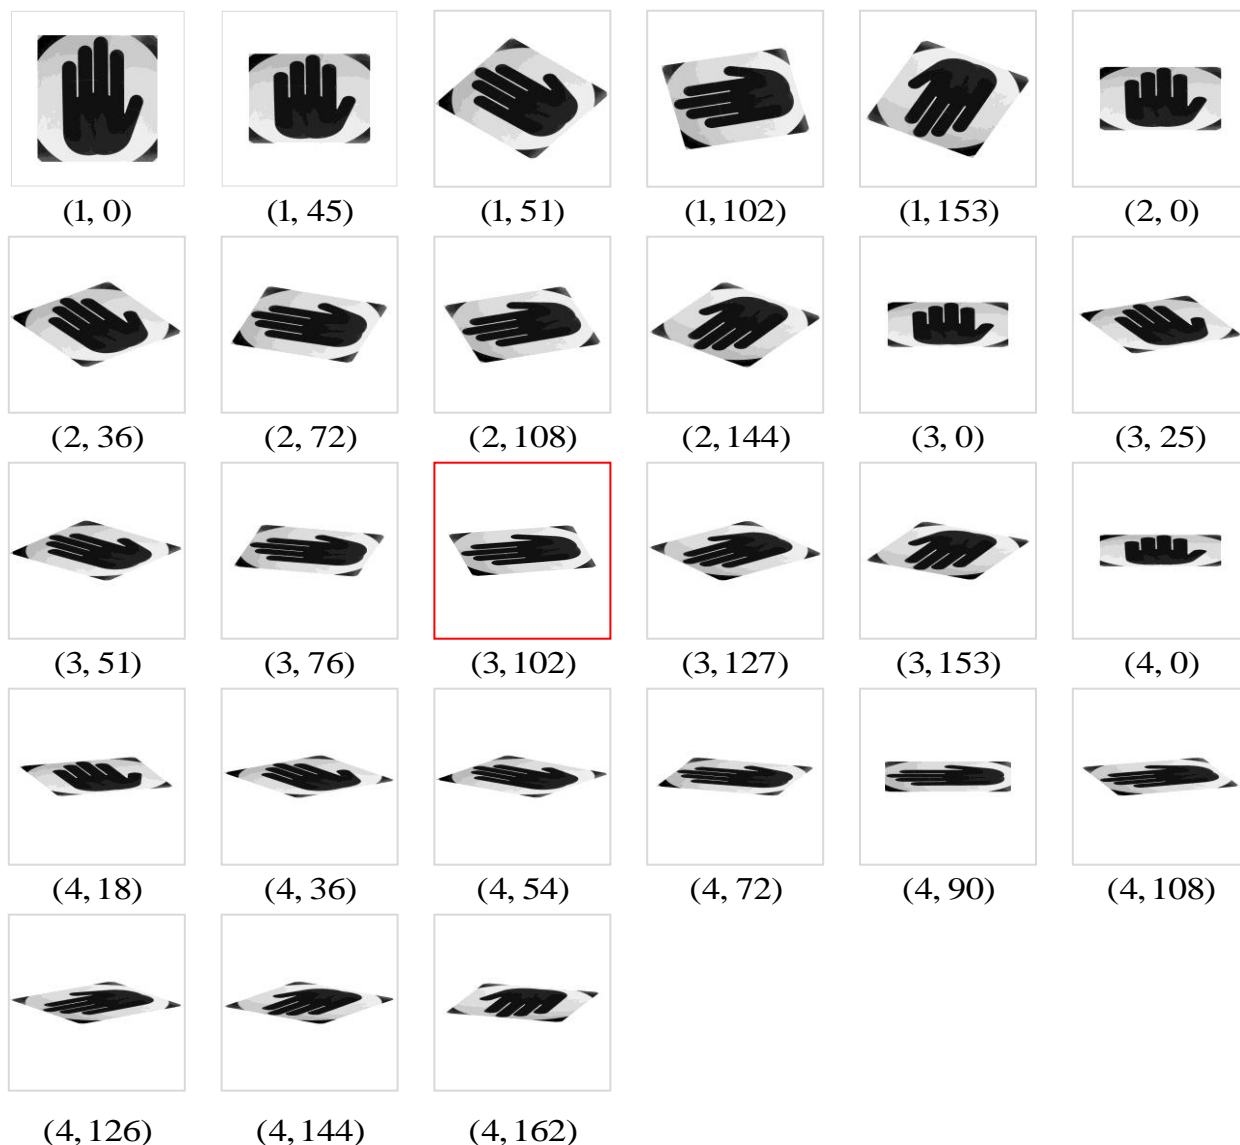 (1, 0) (1, 45) (1, 51) (1, 102) (1, 153) (2, 0)
(2, 36) (2, 72) (2, 108) (2, 144) (3, 0) (3, 25)
(3, 51) (3, 76) (3, 102) (3, 127) (3, 153) (4, 0)
(4, 18) (4, 36) (4, 54) (4, 72) (4, 90) (4, 108)
(4, 126) (4, 144) (4, 162)